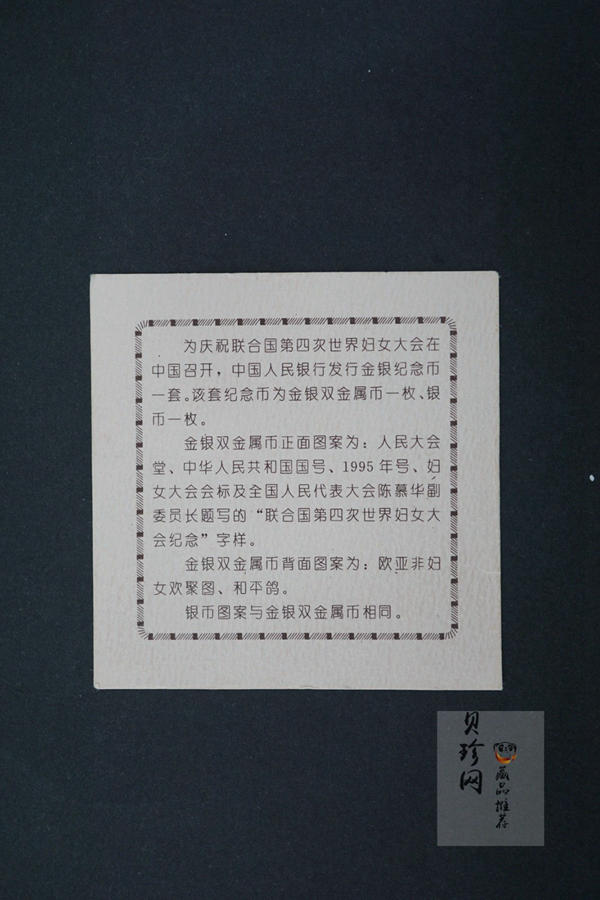 为庆祝联合国第四次世界妇女大会在
中国召开，中国人民银行发行金银纪念币
一套。该套纪念币为金银双金属币一枚、银
币一枚。
金银双金属币正面图案为：人民大会
堂、中华人民共和国国号、1995 年号、妇
女大会会标及全国人民代表大会陈慕华副
委员长题写的“联合国第四次世界妇女大
会纪念”字样。
金银双金属币背面图案为：欧亚非妇
女欢聚图、和平鸽。
银币图案与金银双金属币相同。
贝珍网
藏品推荐